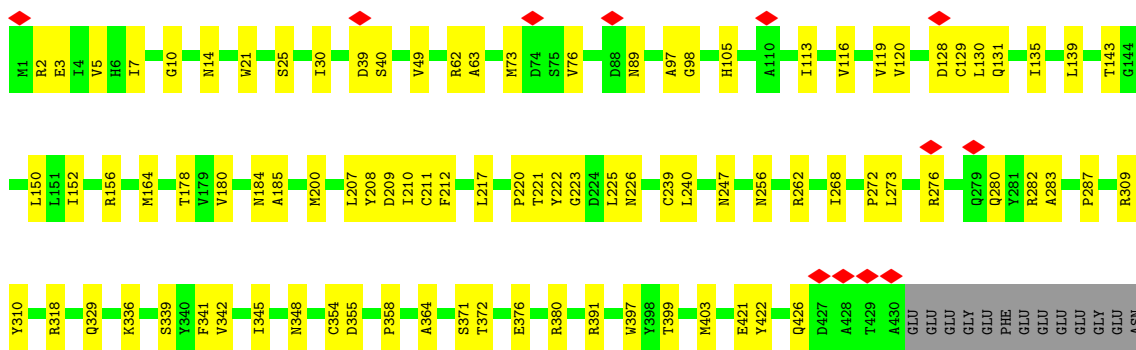 M1 R2 E3 I4 V5 H6 I7 G10 N14 W21 S25 I30 D39 S40 V49 R62 A63 M73 D74 S75 V76 D88 N89 A97 G98 H105 A110 I113 V116 V119 V120 D128 C129 L130 Q131 I135 L139 T143 G144
L150 L151 I152 R156 M164 T178 V179 V180 N184 A185 M200 L207 Y208 D209 I210 C211 F212 L217 P220 T221 Y222 G223 D224 L225 N226 C239 L240 N247 N256 R262 I268 P272 L273 R276 Q279 Q280 Y281 R282 A283 P287 R309
Y310 R318 Q329 K336 S339 Y340 F341 V342 I345 N348 C354 D355 P358 A364 S371 T372 E376 R380 R391 W397 Y398 T399 M403 E421 Y422 Q426 D427 A428 T429 A430 GLU GLU GLU GLY GLU PHE GLU GLU GLU GLU GLY GLU ASN